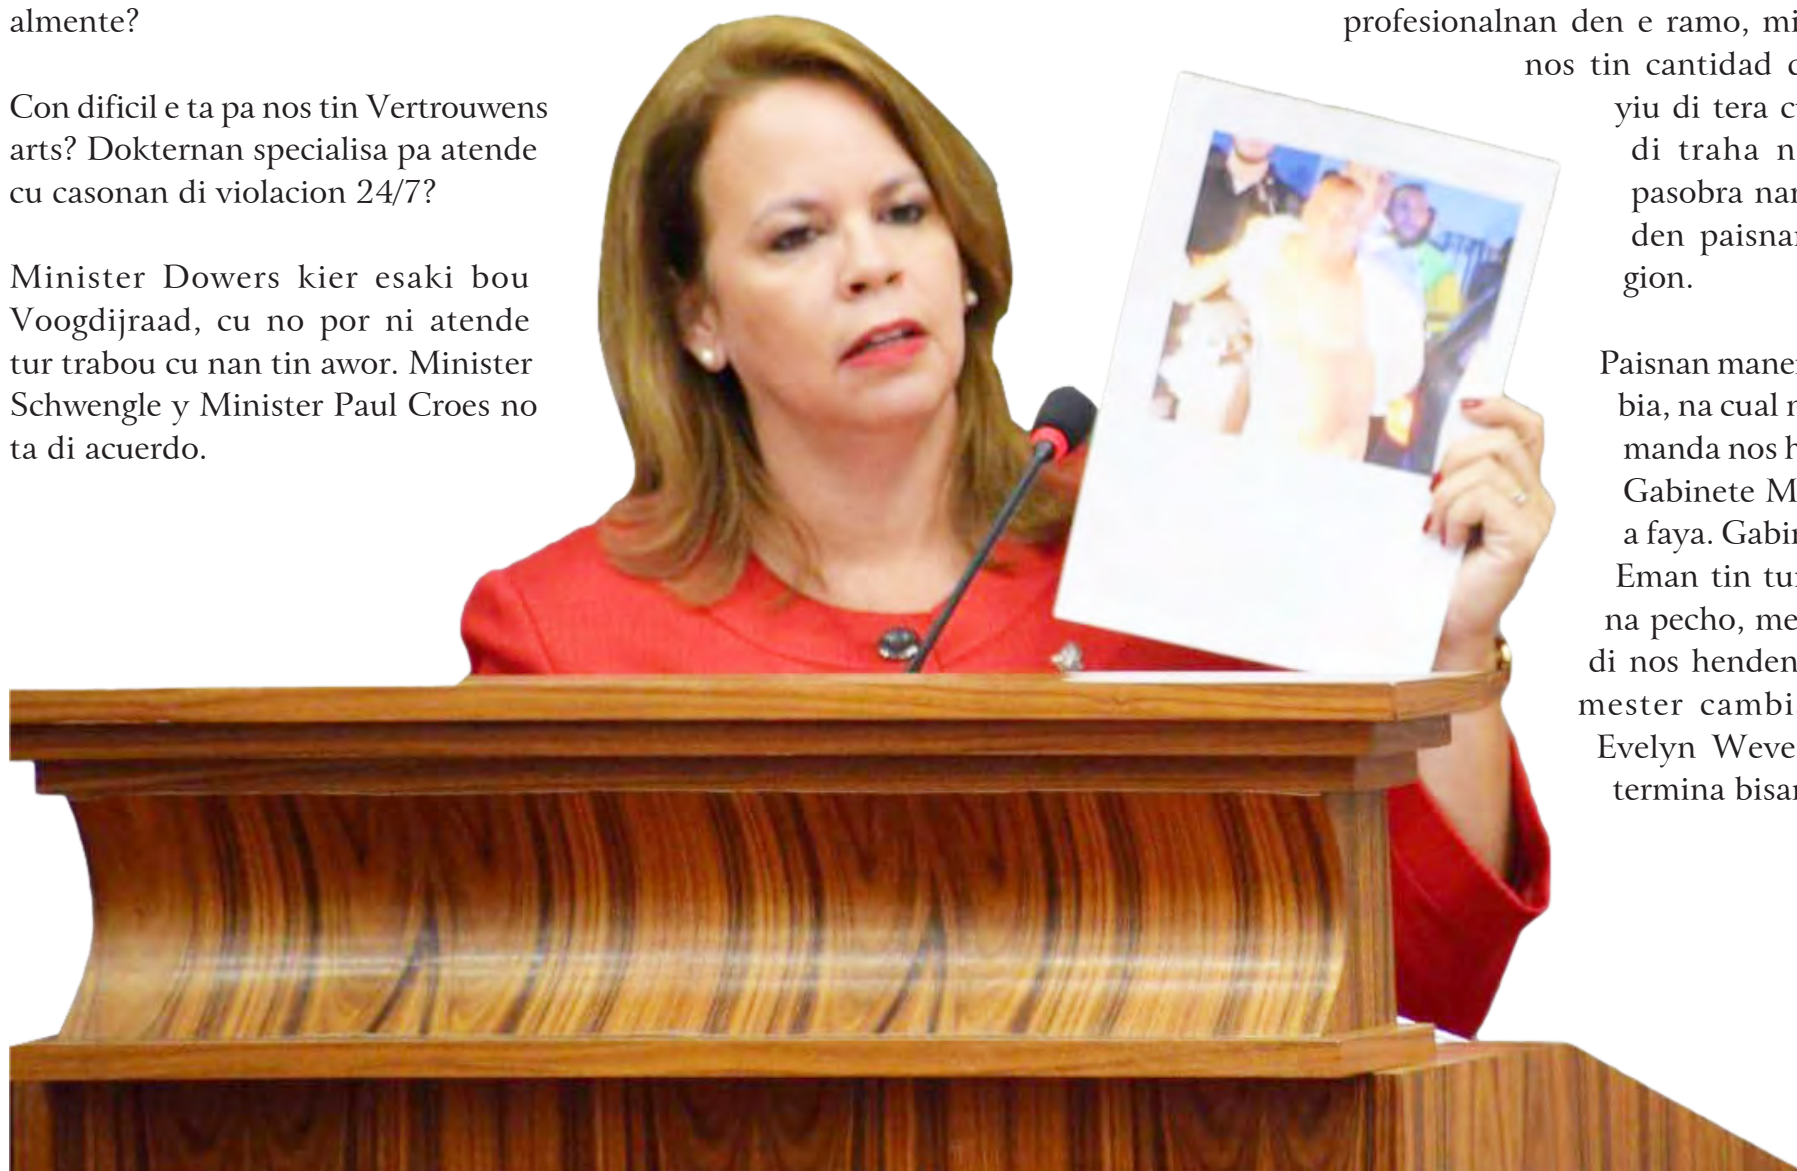 almente?
Con dificil e ta pa nos tin Vertrouwens
arts? Dokternan specialisa pa atende
cu casonan di violacion 24/7?
Minister Dowers kier esaki bou
Voogdijraad, cu no por ni atende
tur trabou cu nan tin awor. Minister
Schwengle y Minister Paul Croes no
ta di acuerdo.
profesionalnan den e ramo,
nos tin cantidad
yiu di tera
di traha
pasobra
den
gion.
Paisnan
bia, na cual
manda nos
Gabinete
a faya.
Eman tin
na pecho,
di nos
mester
Evelyn
termina